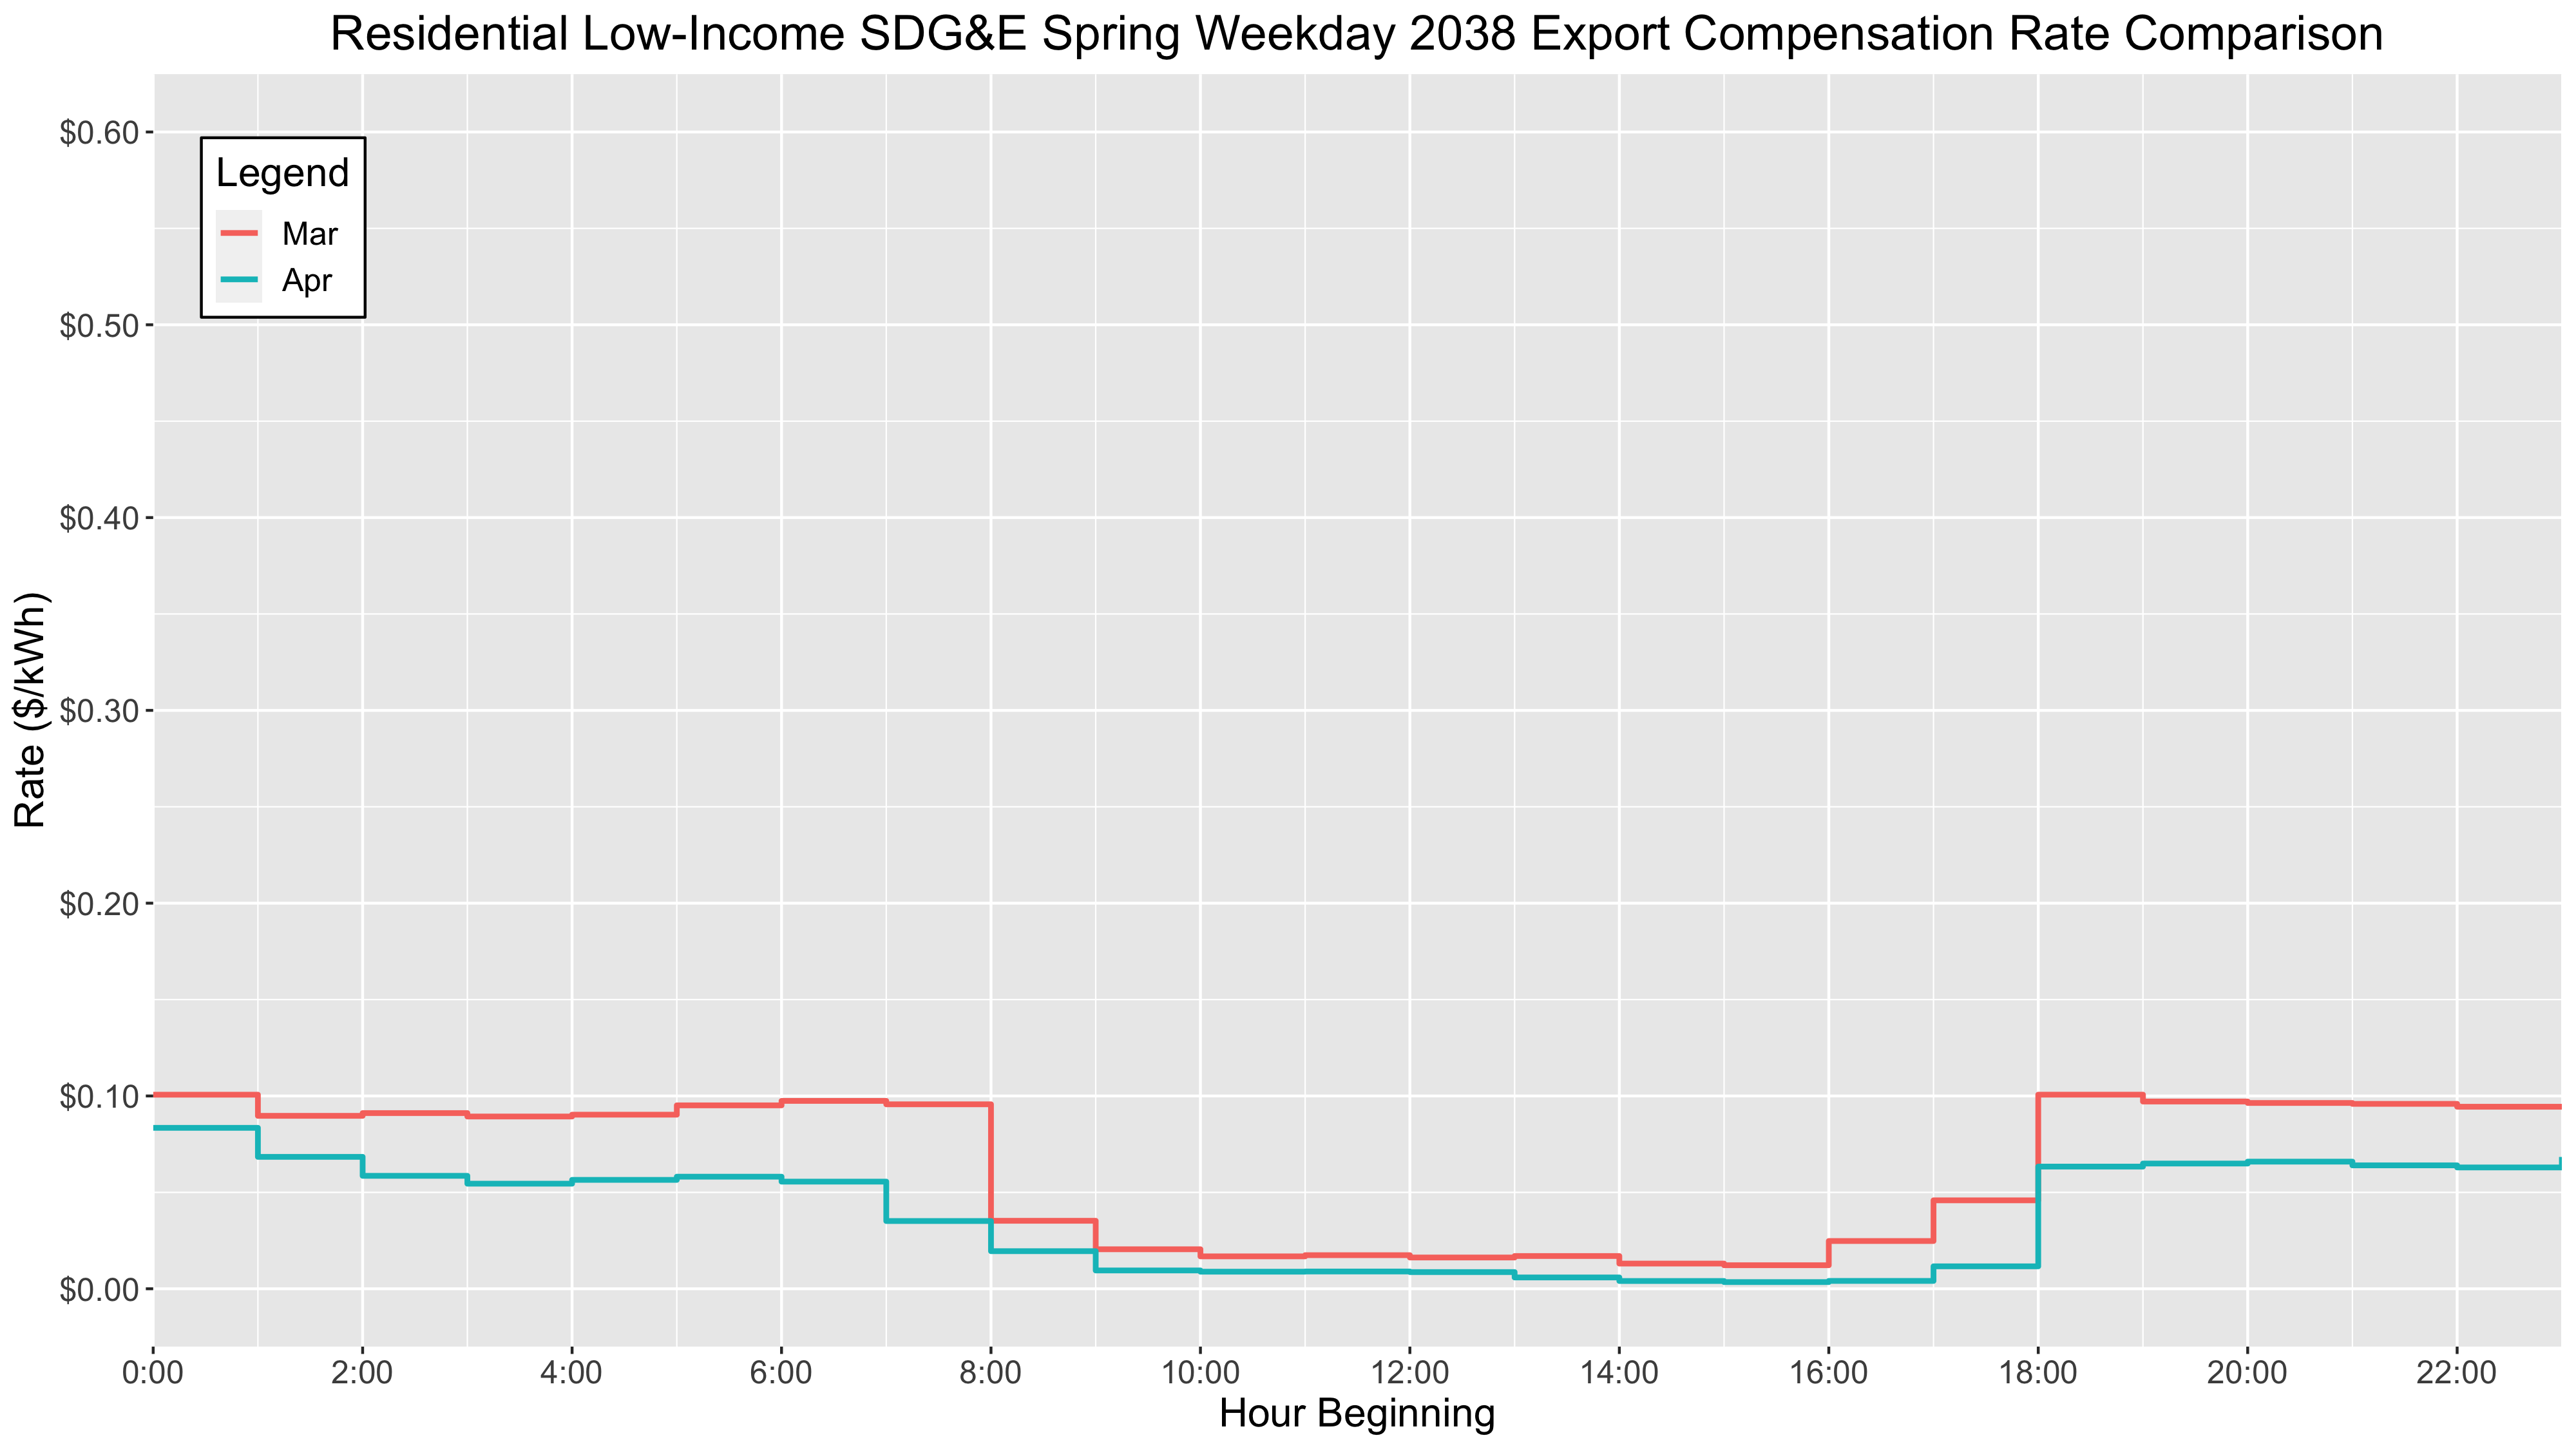 Residential Low-Income SDG&E Spring Weekday 2038 Export Compensation Rate Comparison
Legend
Mar
Apr
$0.60
$0.50
$0.40
$0.30
$0.20
$0.10
$0.00
Rate ($/kWh)
0:00 2:00 4:00 6:00 8:00 10:00 12:00 14:00 16:00 18:00 20:00 22:00
Hour Beginning